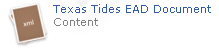 Texas Tides EAD Document
xml
Content